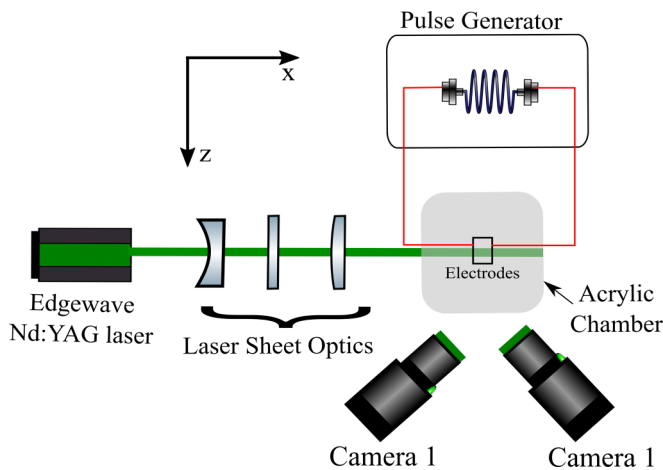 Pulse Generator
x
z
Electrodes
Edgewave
Nd:YAG laser
Laser Sheet Optics
Acrylic
Chamber
Camera 1
Camera 1